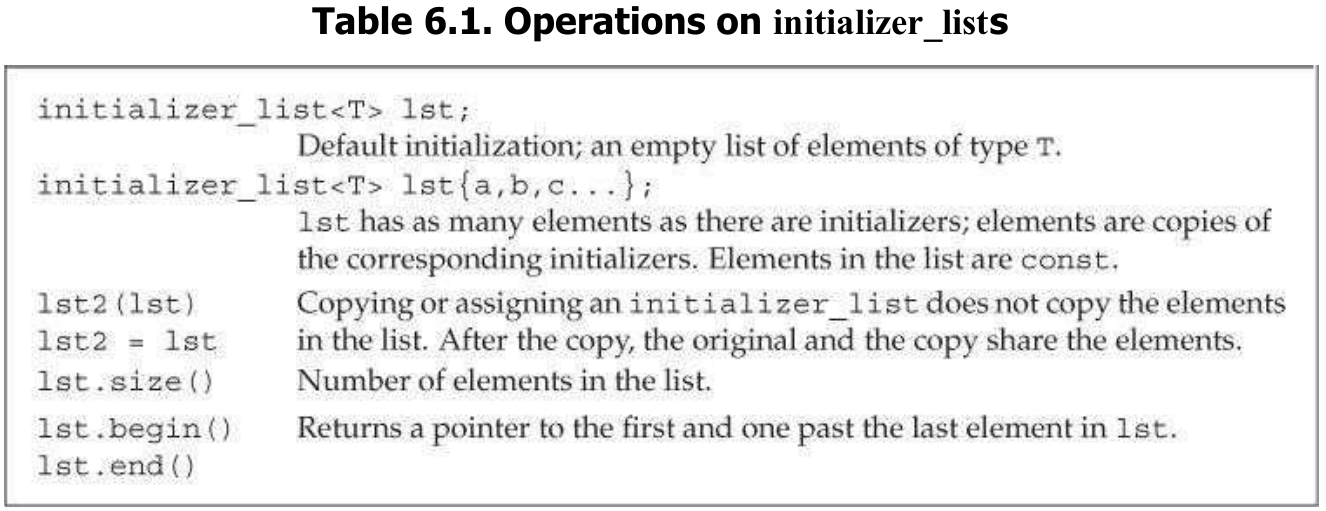 Table 6.1. Operations on initializer_lists
initializer_list<T> lst;
Default initialization; an empty list of elements of type T.
initializer_list<T> lst{a,b,c...};
lst has as many elements as there are initializers; elements are copies of
the corresponding initializers. Elements in the list are const.
lst2(lst) Copying or assigning an initializer_list does not copy the elements
lst2 = lst in the list. After the copy, the original and the copy share the elements.
lst.size() Number of elements in the list.
lst.begin() Returns a pointer to the first and one past the last element in lst.
lst.end()